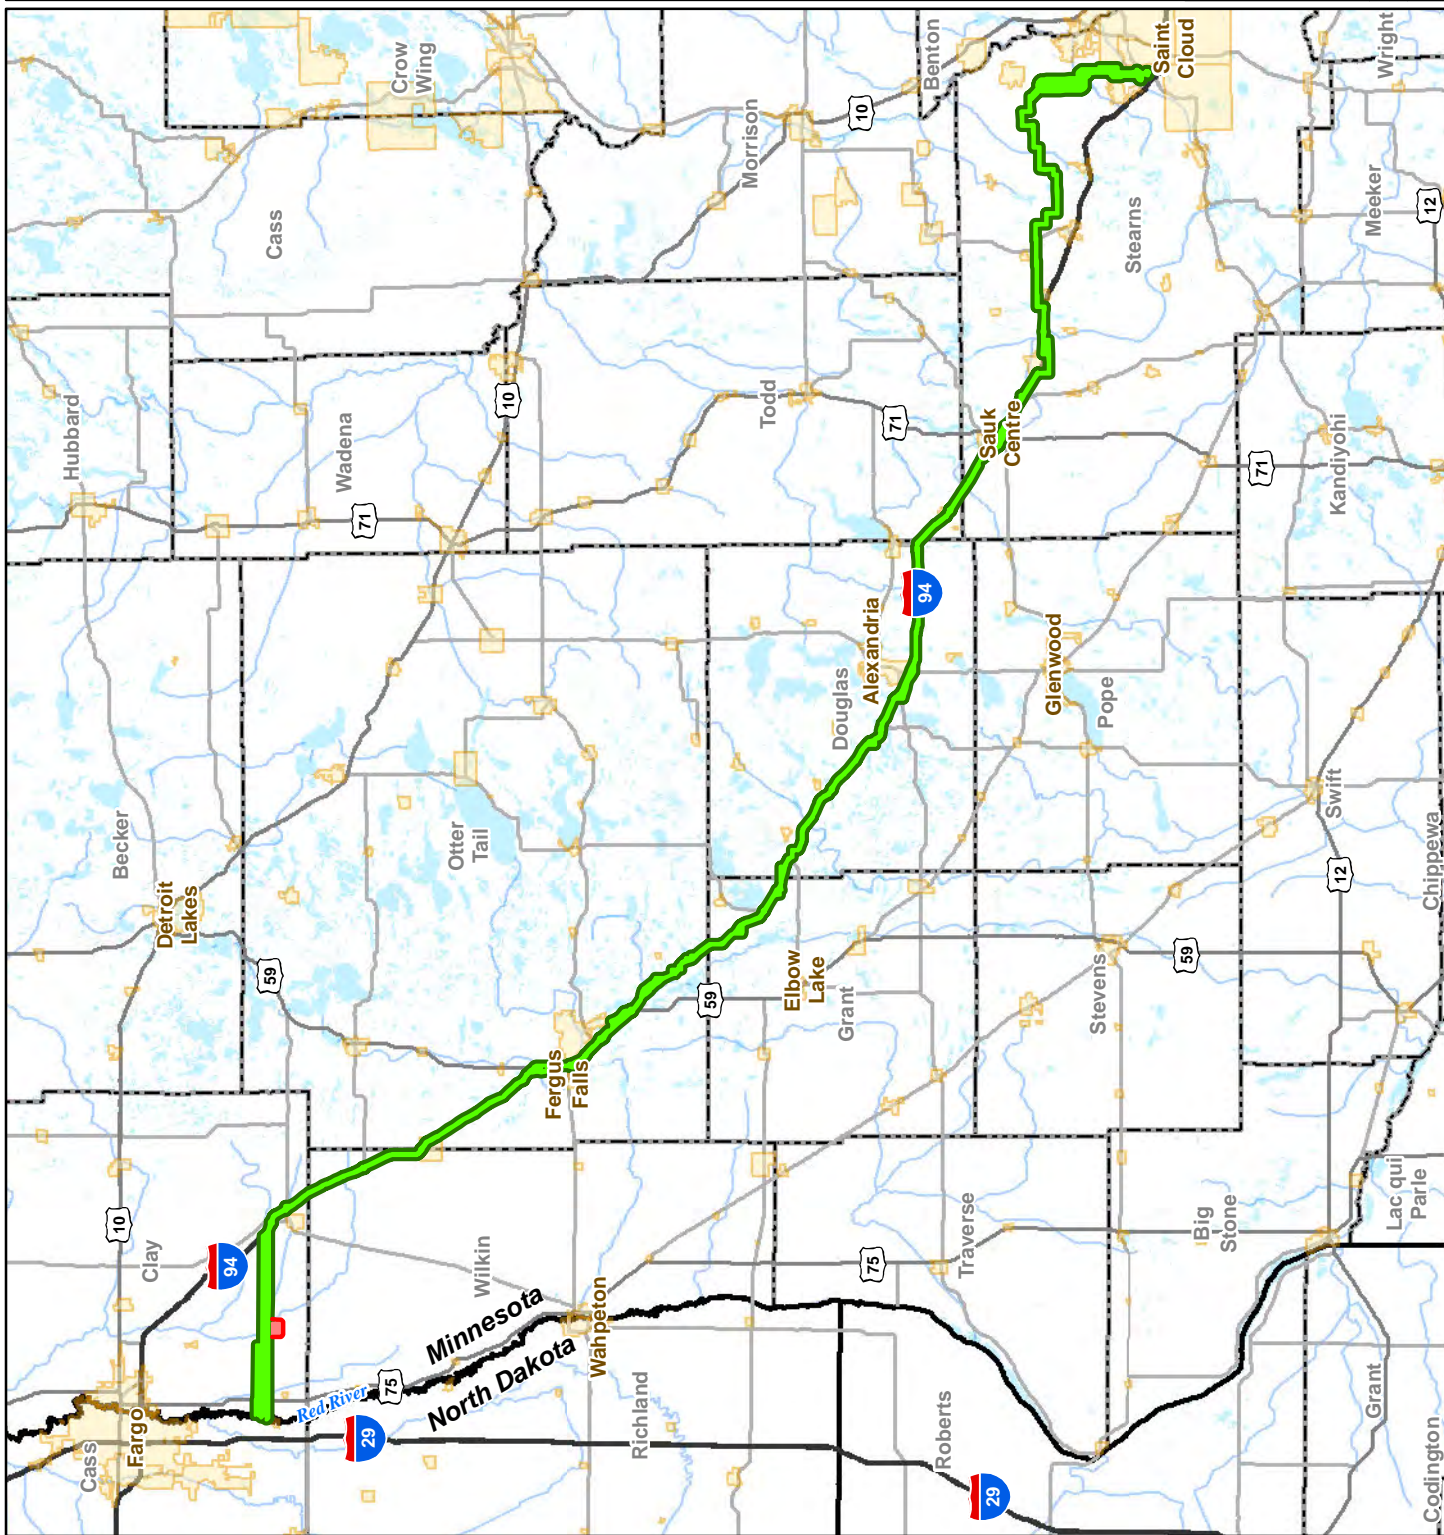 Crow
Wing
Benton
Saint
Cloud
Wright
10
Morrison
Cass
Stearns
Meeker
12
Hubbard
Wadena
71
10
Todd
71
Sauk
Centre
71
Kandiyohi
94
Alexandria
Douglas
Glenwood
Pope
Swift
Becker
Detroit
Lakes
Otter
Tail
59
59
Elbow
Lake
Grant
Stevens
59
12
Chippewa
Fergus
Falls
10
Clay
94
Wilkin
Minnesota
North Dakota
Wahpeton
75
Traverse
Big
Stone
Lac qui
Parle
Fargo
Cass
Red River
75
29
Richland
Roberts
29
Grant
Codington